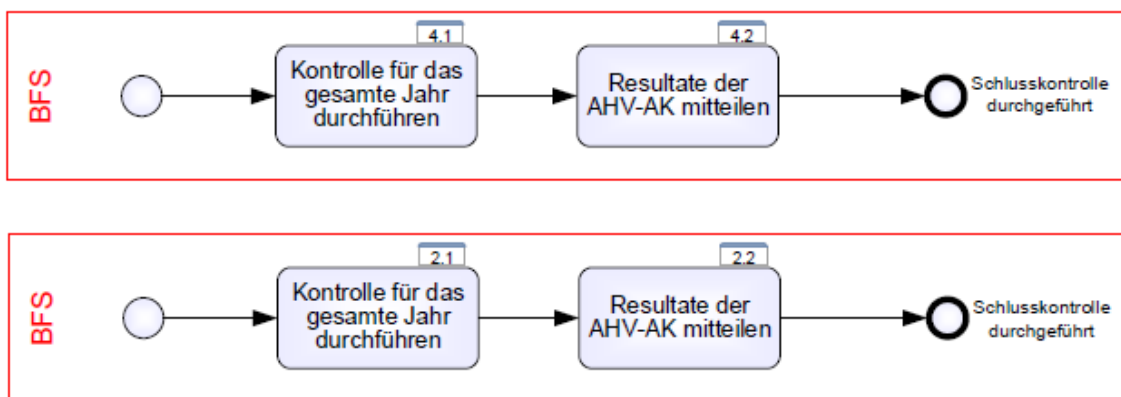 BFS
4.1
Kontrolle für das
gesamte Jahr
durchführen
4.2
Resultate der
AHV-AK mitteilen
Schlusskontrolle
durchgeführt
BFS
2.1
Kontrolle für das
gesamte Jahr
durchführen
2.2
Resultate der
AHV-AK mitteilen
Schlusskontrolle
durchgeführt